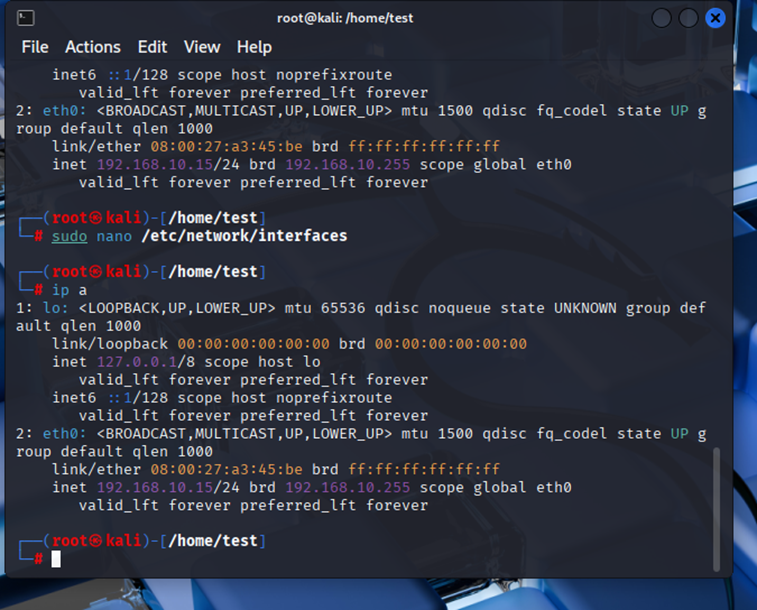 root@kali: /home/test
File Actions Edit View Help
inet6 ::1/128 scope host noprefixroute
valid_lft forever preferred_lft forever
2: eth0: <BROADCAST,MULTICAST,UP,LOWER_UP> mtu 1500 qdisc fq_codel state UP g
roup default qlen 1000
link/ether 08:00:27:a3:45:be brd ff:ff:ff:ff:ff:ff
inet 192.168.10.15/24 brd 192.168.10.255 scope global eth0
valid_lft forever preferred_lft forever
┌──(root㉿kali)-[/home/test]
└─# sudo nano /etc/network/interfaces
┌──(root㉿kali)-[/home/test]
└─# ip a
1: lo: <LOOPBACK,UP,LOWER_UP> mtu 65536 qdisc noqueue state UNKNOWN group def
ault qlen 1000
link/loopback 00:00:00:00:00:00 brd 00:00:00:00:00:00
inet 127.0.0.1/8 scope host lo
valid_lft forever preferred_lft forever
inet6 ::1/128 scope host noprefixroute
valid_lft forever preferred_lft forever
2: eth0: <BROADCAST,MULTICAST,UP,LOWER_UP> mtu 1500 qdisc fq_codel state UP g
roup default qlen 1000
link/ether 08:00:27:a3:45:be brd ff:ff:ff:ff:ff:ff
inet 192.168.10.15/24 brd 192.168.10.255 scope global eth0
valid_lft forever preferred_lft forever
┌──(root㉿kali)-[/home/test]
└─#